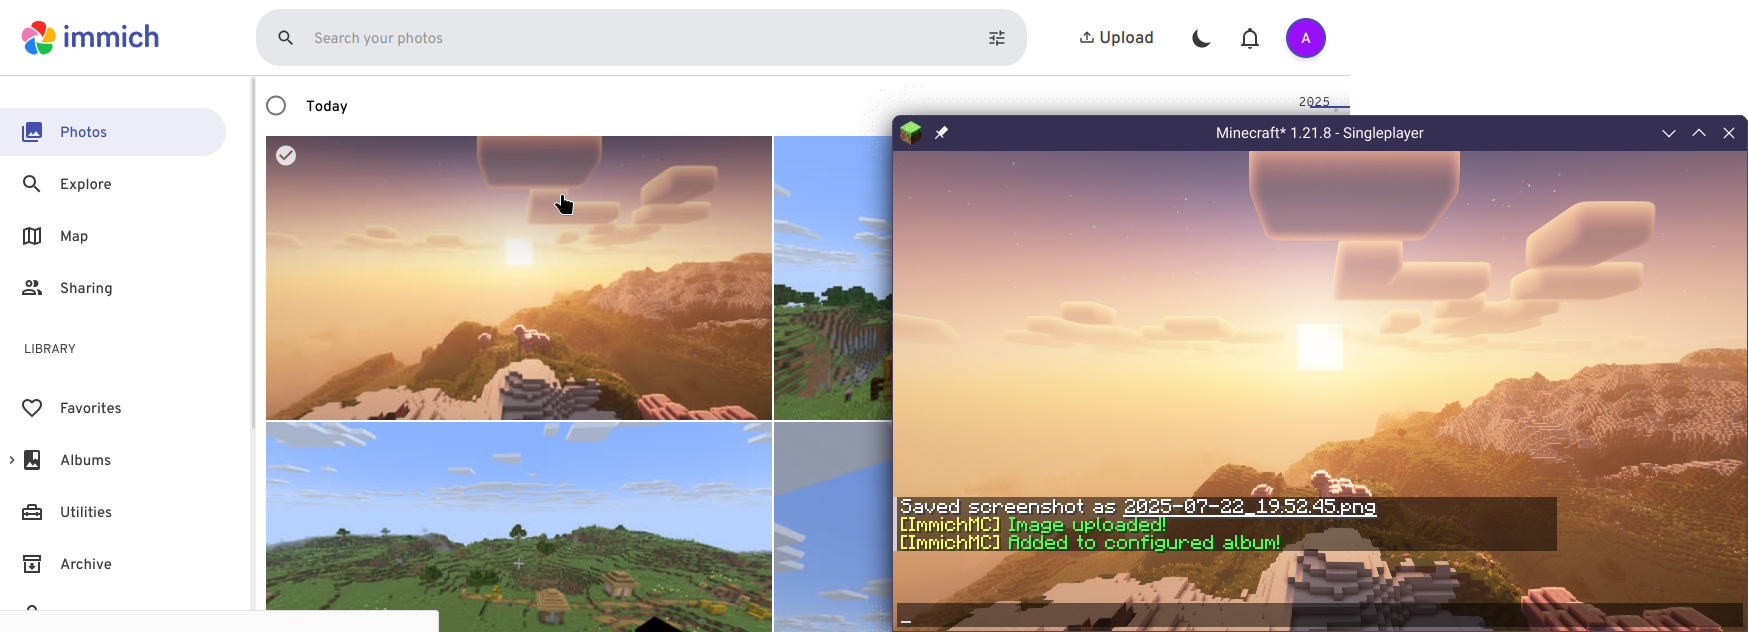 immich
Search your photos
Upload
A
Photos
Explore
Map
Sharing
LIBRARY
Favorites
Albums
Utilities
Archive
Today
2025
Minecraft* 1.21.8 - Singleplayer
Saved screenshot as 2025-07-22_19.52.45.png
[ImmichMC] Image uploaded!
[ImmichMC] Added to configured album!
_